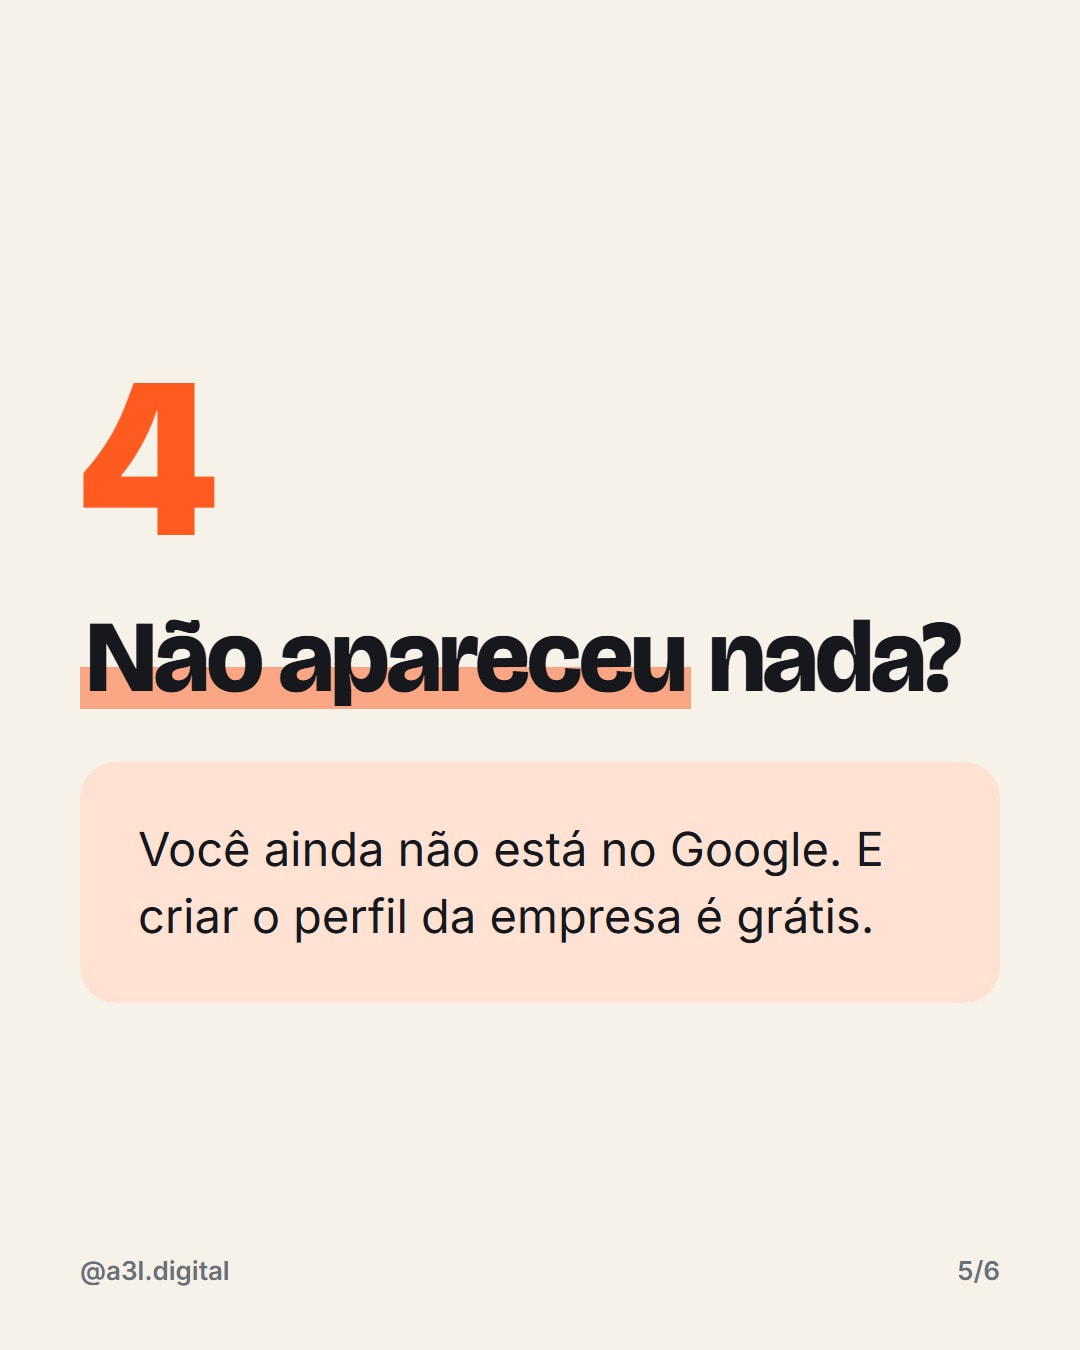 4
Não apareceu nada?
Você ainda não está no Google. E
criar o perfil da empresa é grátis.
@a3l.digital
5/6